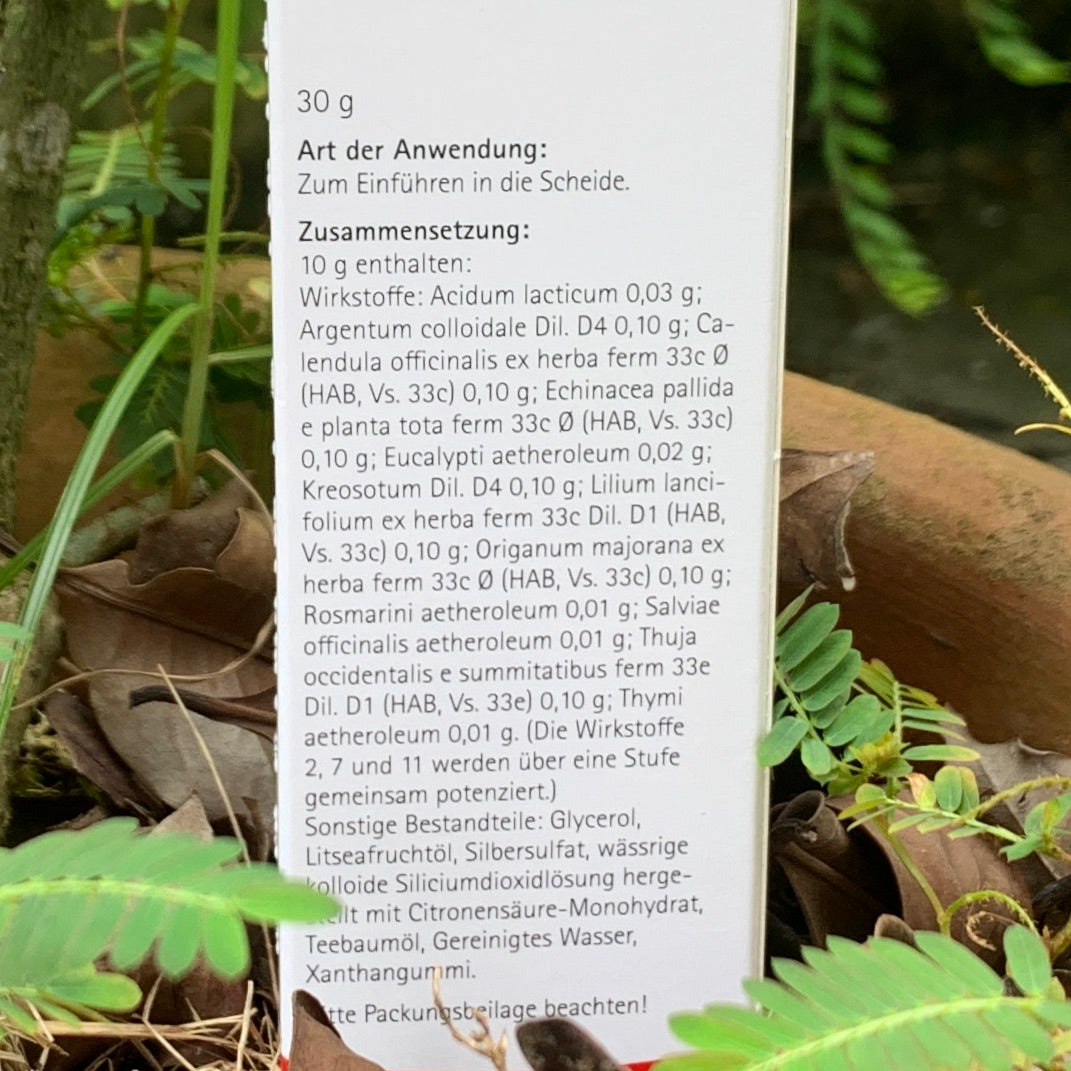 30 g
Art der Anwendung:
Zum Einführen in die Scheide.
Zusammensetzung:
10 g enthalten:
Wirkstoffe: Acidum lacticum 0,03 g;
Argentum colloidale Dil. D4 0,10 g; Ca-
lendula officinalis ex herba ferm 33c Ø
(HAB, Vs. 33c) 0,10 g; Echinacea pallida
e planta tota ferm 33c Ø (HAB, Vs. 33c)
0,10 g; Eucalypti aetheroleum 0,02 g;
Kreosotum Dil. D4 0,10 g; Lilium lanci-
folium ex herba ferm 33c Dil. D1 (HAB,
Vs. 33c) 0,10 g; Origanum majorana ex
herba ferm 33c Ø (HAB, Vs. 33c) 0,10 g;
Rosmarini aetheroleum 0,01 g; Salviae
officinalis aetheroleum 0,01 g; Thuja
occidentalis e summitatibus ferm 33e
Dil. D1 (HAB, Vs. 33e) 0,10 g; Thymi
aetheroleum 0,01 g. (Die Wirkstoffe
2, 7 und 11 werden über eine Stufe
gemeinsam potenziert.)
Sonstige Bestandteile: Glycerol,
Litseafruchtöl, Silbersulfat, wässrige
kolloide Siliciumdioxidlösung herge-
mit Citronensäure-Monohydrat,
Teebaumöl, Gereinigtes Wasser,
Xanthangummi.
Packungsbeilage beachten!